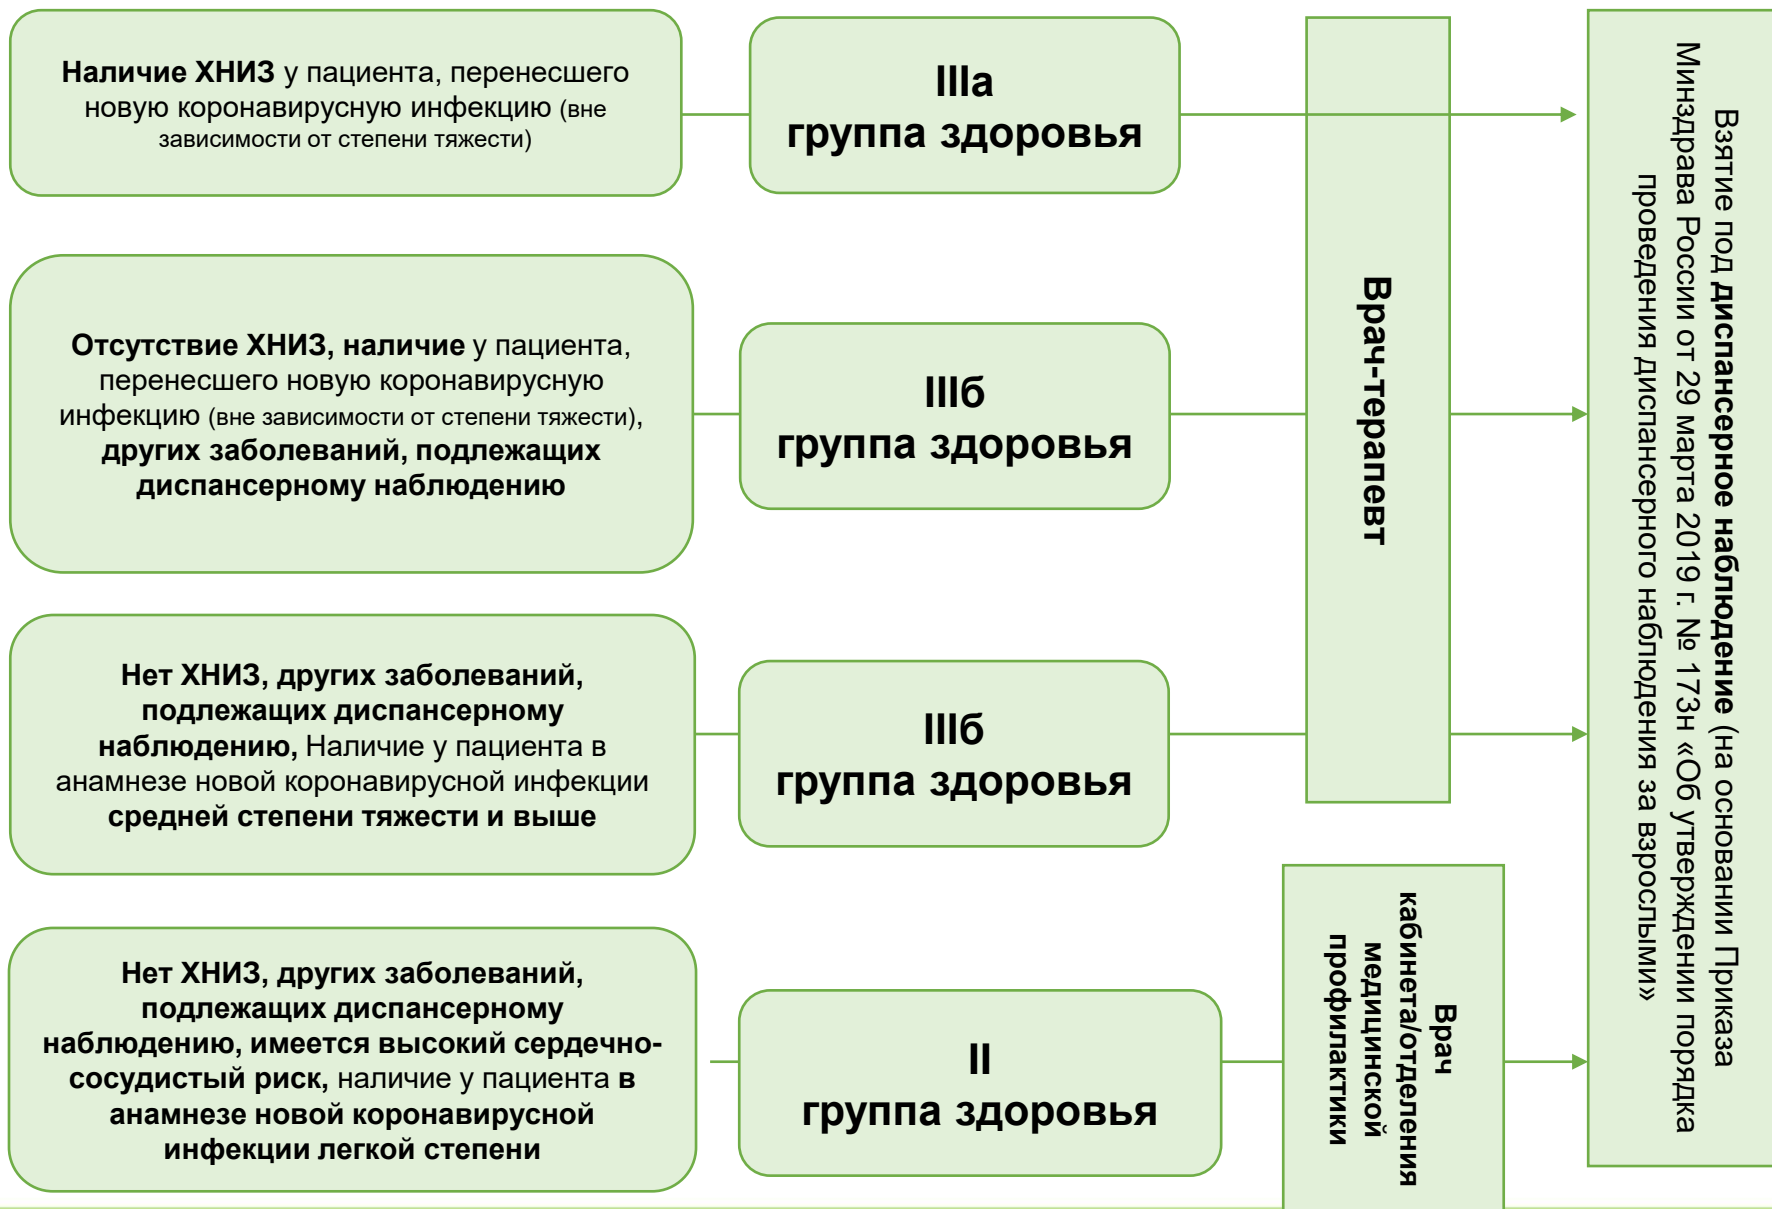 Наличие ХНИЗ у пациента, перенесшего
новую коронавирусную инфекцию (вне
зависимости от степени тяжести)
IIIа
группа здоровья
Отсутствие ХНИЗ, наличие у пациента,
перенесшего новую коронавирусную
инфекцию (вне зависимости от степени тяжести),
других заболеваний, подлежащих
диспансерному наблюдению
IIIб
группа здоровья
Нет ХНИЗ, других заболеваний,
подлежащих диспансерному
наблюдению, Наличие у пациента в
анамнезе новой коронавирусной инфекции
средней степени тяжести и выше
IIIб
группа здоровья
Нет ХНИЗ, других заболеваний,
подлежащих диспансерному
наблюдению, имеется высокий сердечно-
сосудистый риск, наличие у пациента в
анамнезе новой коронавирусной
инфекции легкой степени
II
группа здоровья
Врач-терапевт
Врач
кабинета/отделения
медицинской
профилактики
Взятие под диспансерное наблюдение (на основании Приказа
Минздрава России от 29 марта 2019 г. № 173н «Об утверждении порядка
проведения диспансерного наблюдения за взрослыми»